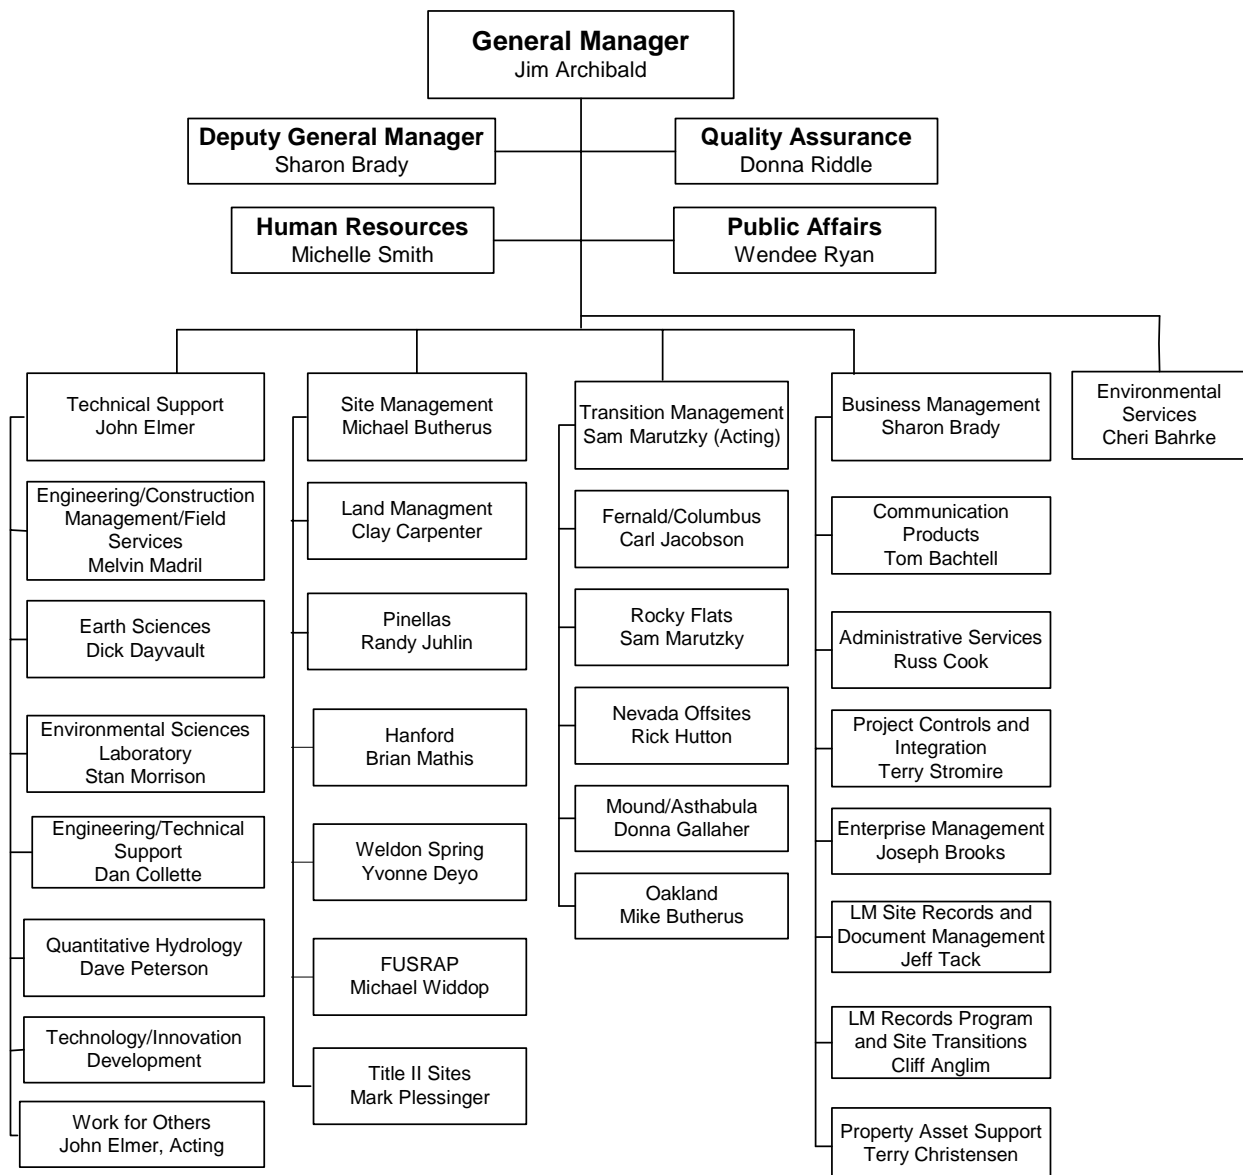 General Manager
Jim Archibald
Deputy General Manager
Sharon Brady
Quality Assurance
Donna Riddle
Human Resources
Michelle Smith
Public Affairs
Wendee Ryan
Technical Support
John Elmer
Engineering/Construction
Management/Field
Services
Melvin Madril
Earth Sciences
Dick Dayvault
Environmental Sciences
Laboratory
Stan Morrison
Engineering/Technical
Support
Dan Collette
Quantitative Hydrology
Dave Peterson
Technology/Innovation
Development
Work for Others
John Elmer, Acting
Site Management
Michael Butherus
Land Managment
Clay Carpenter
Pinellas
Randy Juhlin
Hanford
Brian Mathis
Weldon Spring
Yvonne Deyo
FUSRAP
Michael Widdop
Title II Sites
Mark Plessinger
Transition Management
Sam Marutzky (Acting)
Fernald/Columbus
Carl Jacobson
Rocky Flats
Sam Marutzky
Nevada Offsites
Rick Hutton
Mound/Asthabula
Donna Gallaher
Oakland
Mike Butherus
Business Management
Sharon Brady
Communication
Products
Tom Bachtell
Administrative Services
Russ Cook
Project Controls and
Integration
Terry Stromire
Enterprise Management
Joseph Brooks
LM Site Records and
Document Management
Jeff Tack
LM Records Program
and Site Transitions
Cliff Anglim
Property Asset Support
Terry Christensen
Environmental
Services
Cheri Bahrke